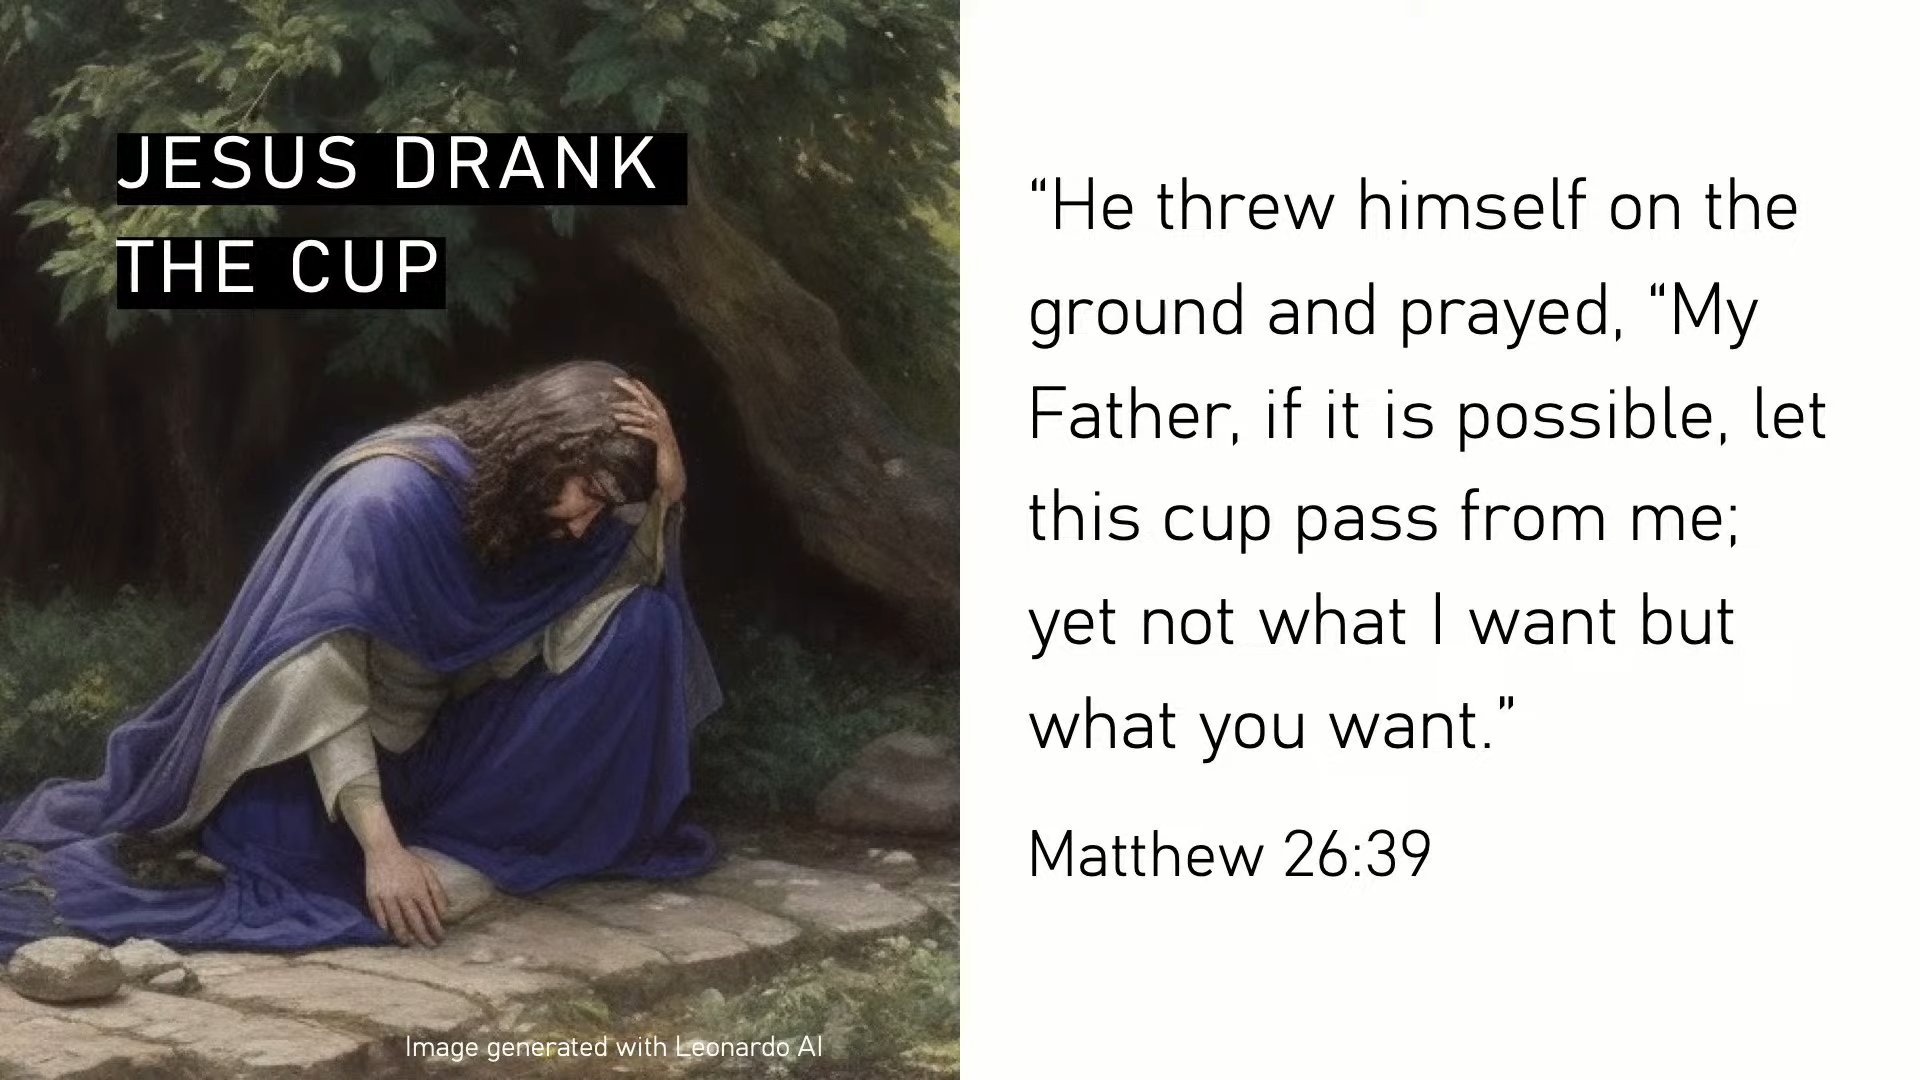 JESUS DRANK
THE CUP
Image generated with Leonardo AI
“He threw himself on the
ground and prayed, “My
Father, if it is possible, let
this cup pass from me;
yet not what I want but
what you want.”
Matthew 26:39